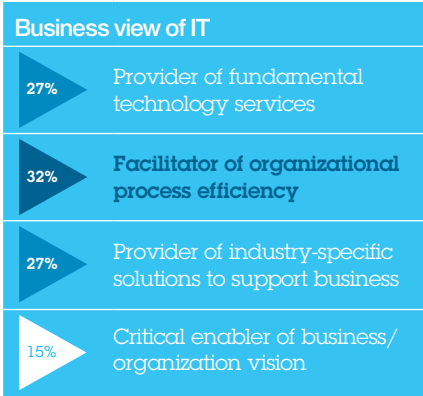 Business view of IT
27%
Provider of fundamental
technology services
32%
Facilitator of organizational
process efficiency
27%
Provider of industry-specific
solutions to support business
15%
Critical enabler of business/
organization vision